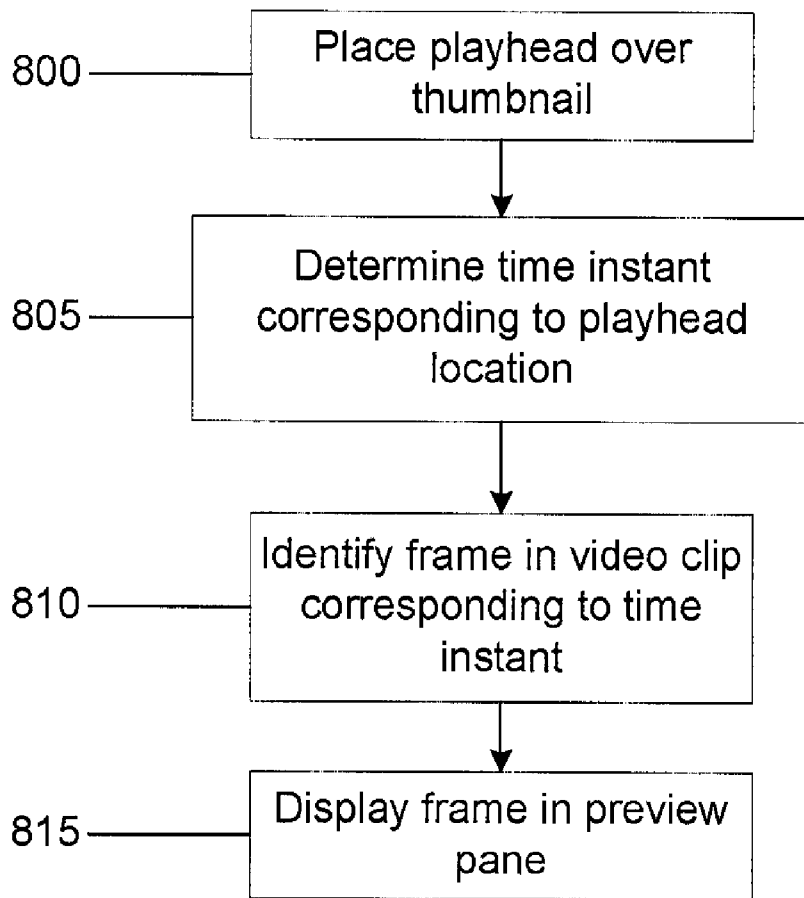 800
Place playhead over
thumbnail
805
Determine time instant
corresponding to playhead
location
810
Identify frame in video clip
corresponding to time
instant
815
Display frame in preview
pane